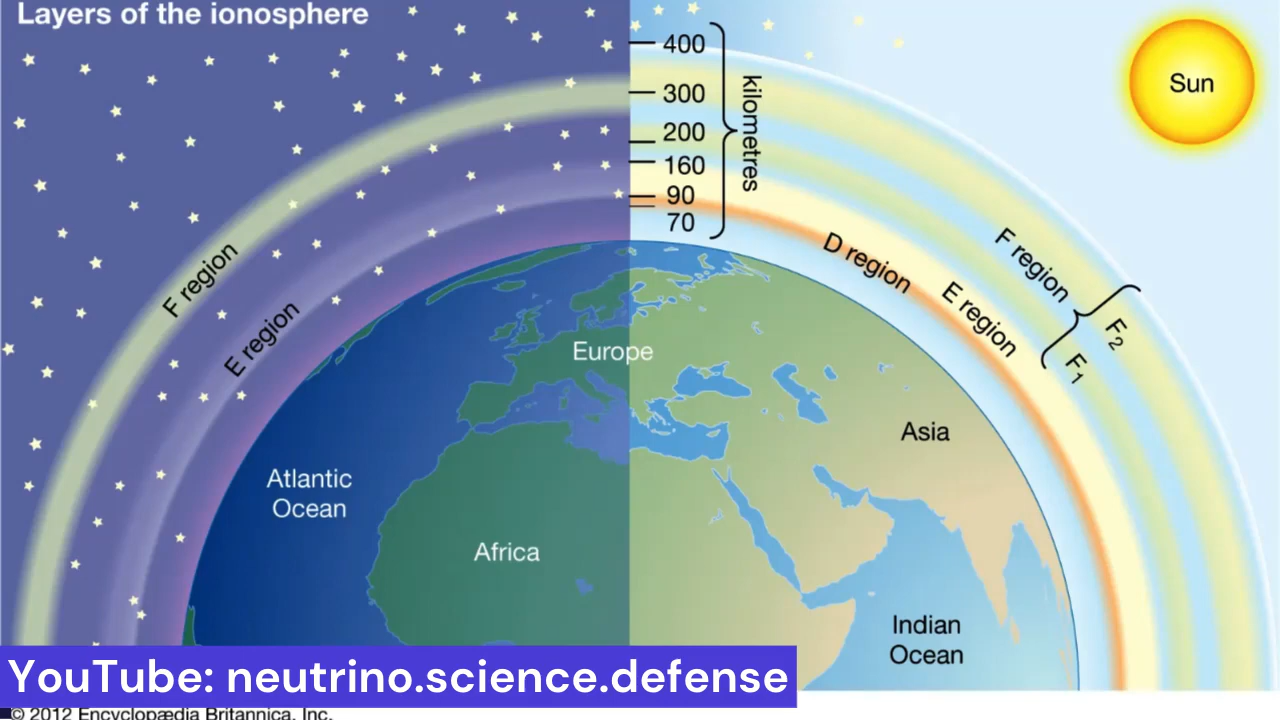 Layers of the ionosphere
400
300
200
160
90
70
kilometres
Sun
F region
E region
D region
E region
F region
F2
F1
Europe
Asia
Atlantic
Ocean
Africa
Indian
Ocean
YouTube: neutrino.science.defense
© 2012 Encyclopædia Britannica, Inc.